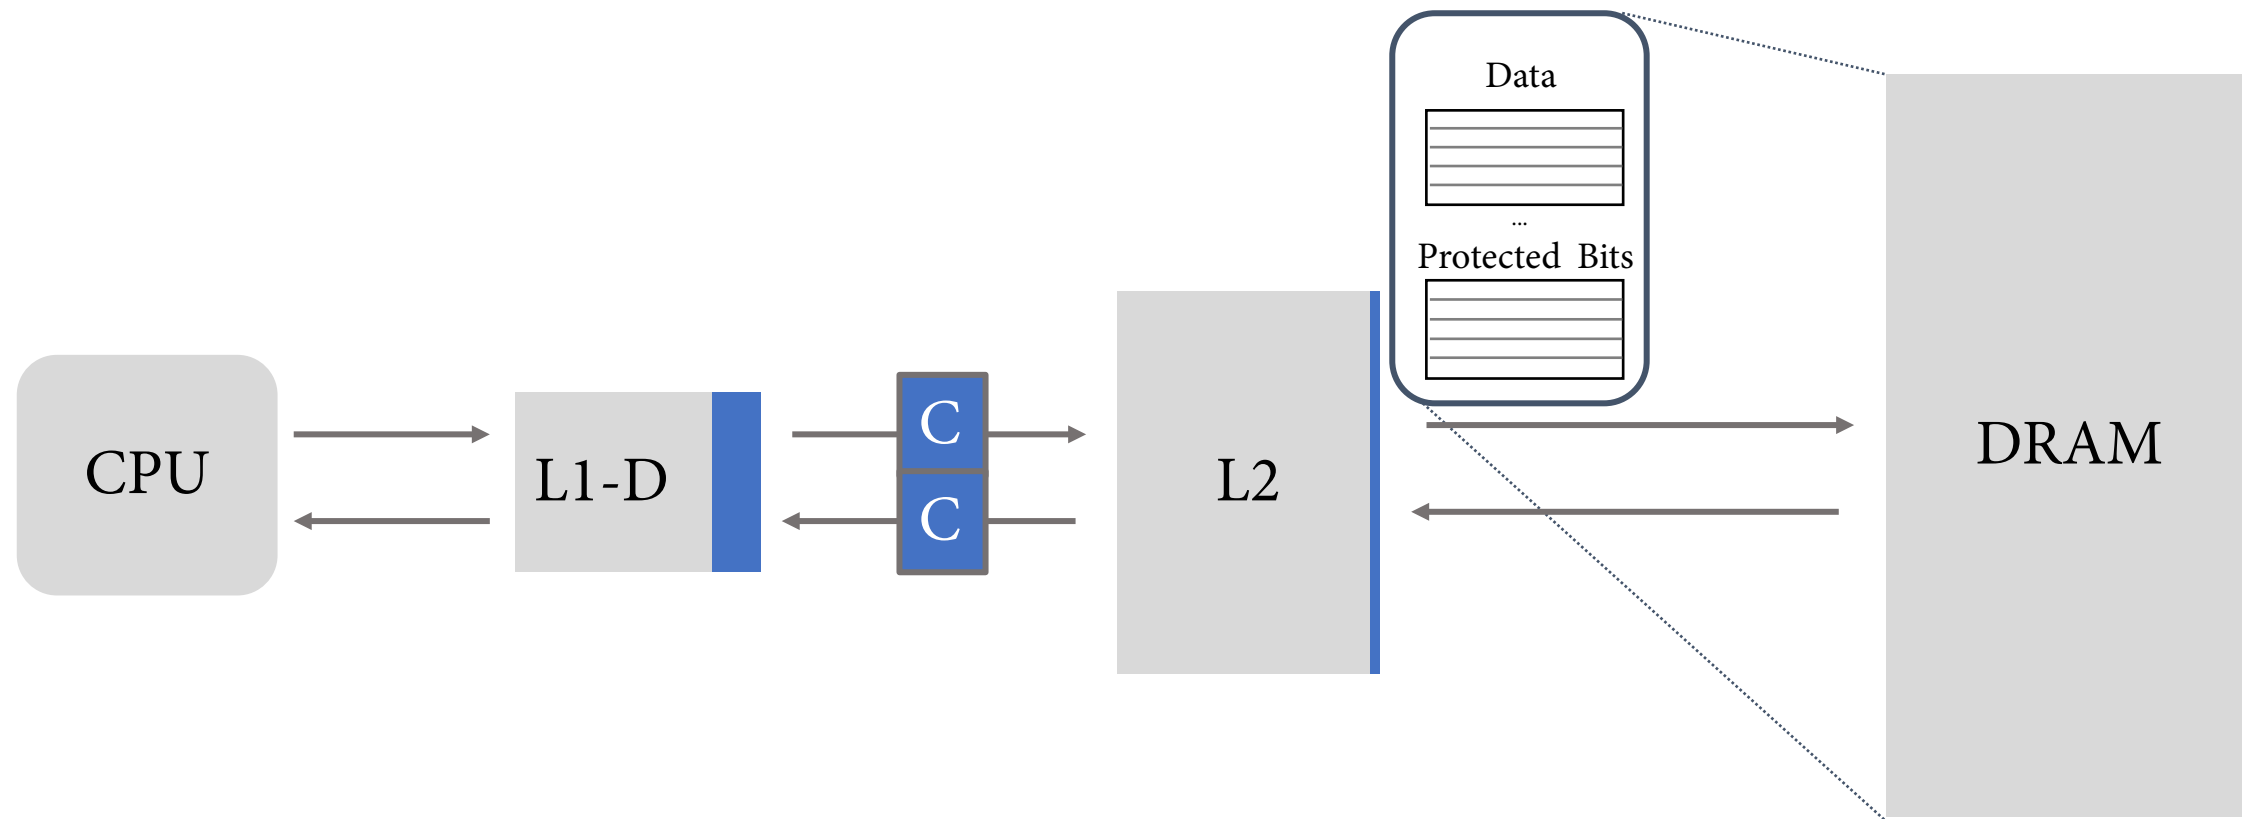 Data
...
Protected Bits
C
CPU
L1-D
L2
DRAM
C